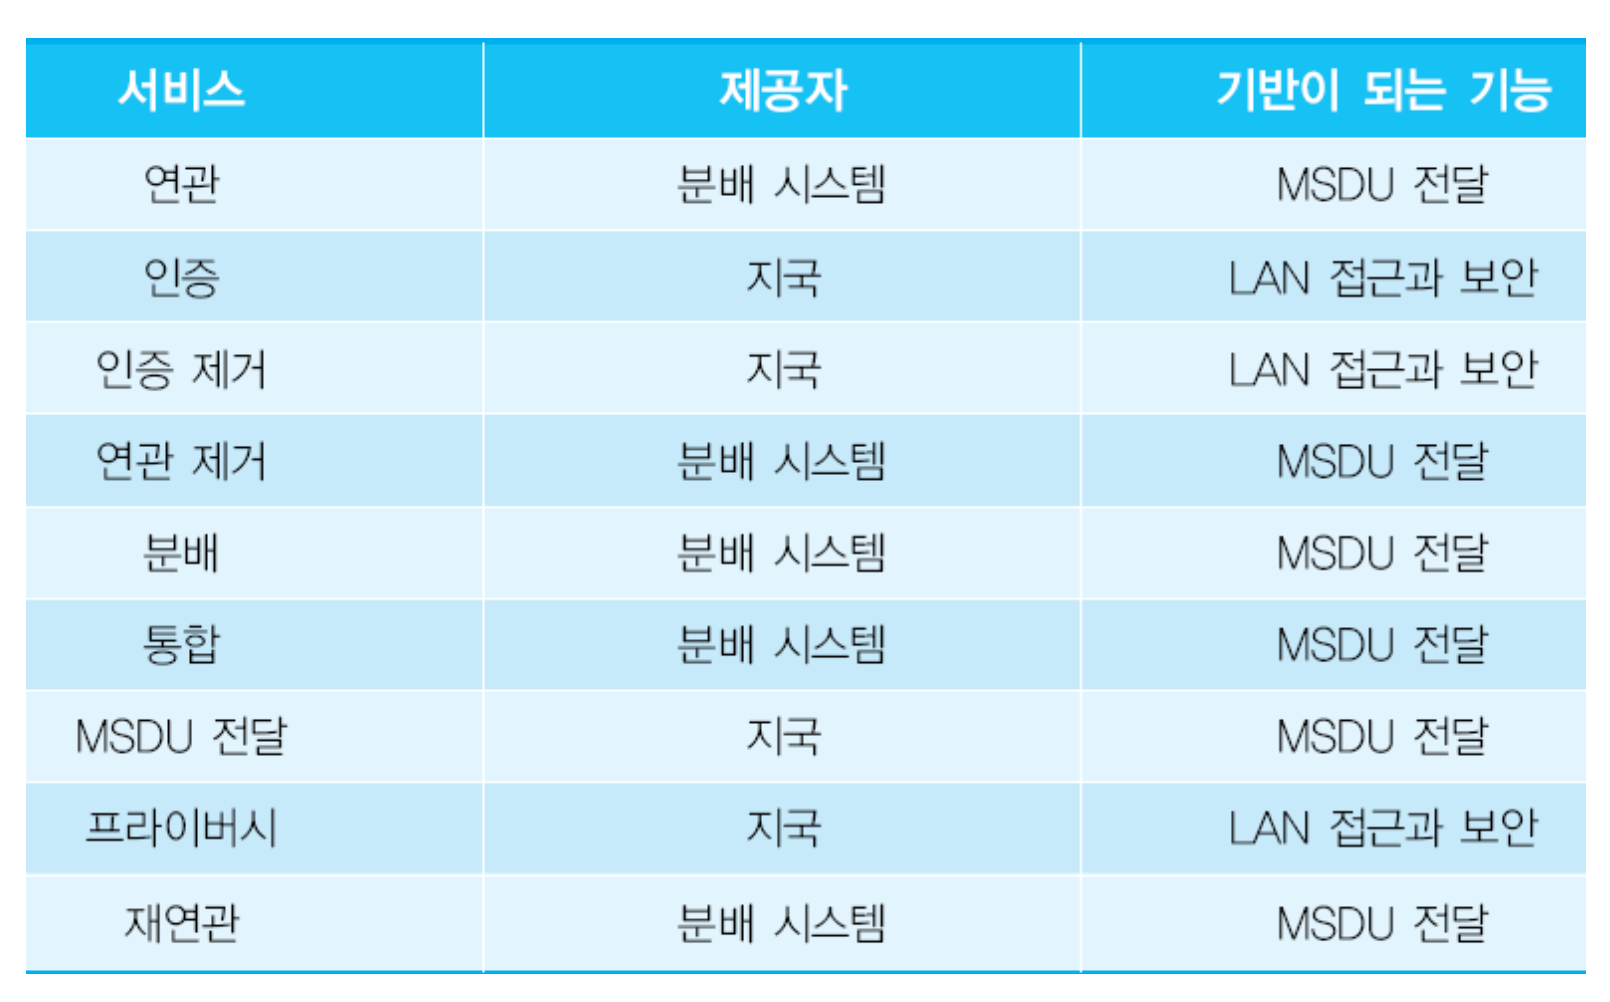 서비스 제공자 기반이 되는 기능
연관 분배 시스템 MSDU 전달
인증 지국 LAN 접근과 보안
인증 제거 지국 LAN 접근과 보안
연관 제거 분배 시스템 MSDU 전달
분배 분배 시스템 MSDU 전달
통합 분배 시스템 MSDU 전달
MSDU 전달 지국 MSDU 전달
프라이버시 지국 LAN 접근과 보안
재연관 분배 시스템 MSDU 전달